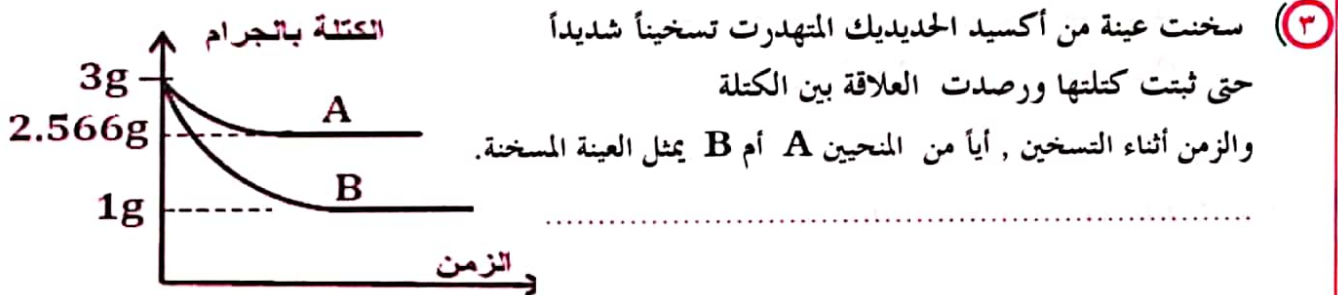 ٣ سخنت عينة من أكسيد الحديديك المتهدرت تسخيناً شديداً
حتى ثبتت كتلتها ورصدت العلاقة بين الكتلة
والزمن أثناء التسخين , أياً من المنحيين A أم B يمثل العينة المسخنة.
الكتلة بالجرام
3g
A
2.566g
B
1g
الزمن